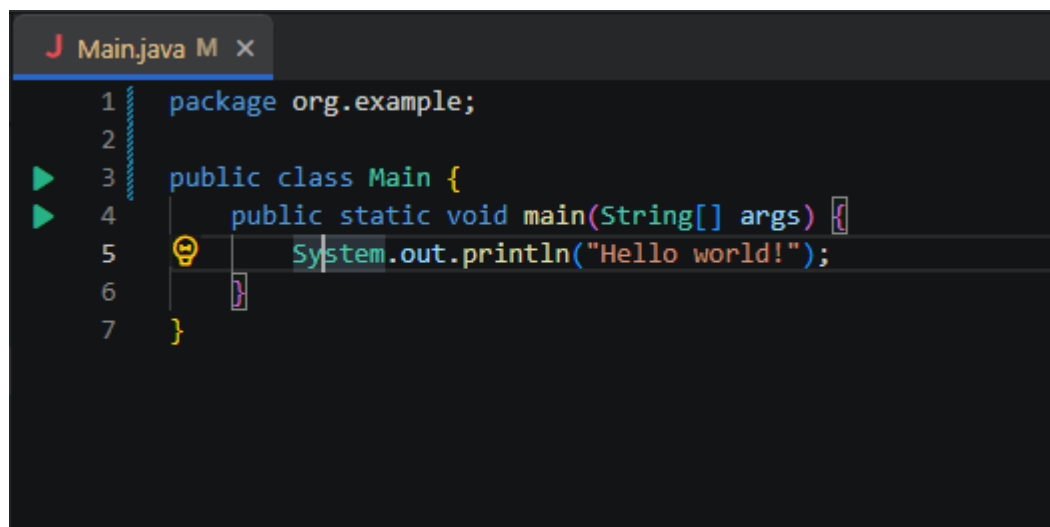 J Main.java M ×
1 package org.example;
2
3 public class Main {
4     public static void main(String[] args) {
5         System.out.println("Hello world!");
6     }
7 }